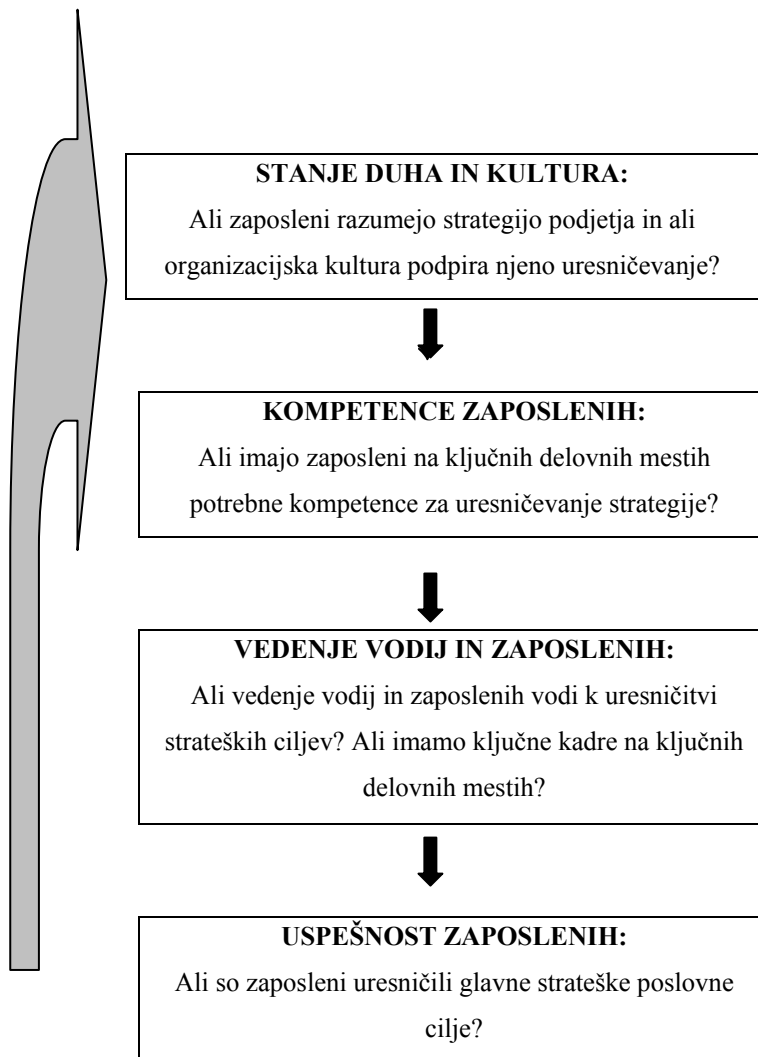 STANJE DUHA IN KULTURA:
Ali zaposleni razumejo strategijo podjetja in ali
organizacijska kultura podpira njeno uresničevanje?
KOMPETENCE ZAPOSLENIH:
Ali imajo zaposleni na ključnih delovnih mestih
potrebne kompetence za uresničevanje strategije?
VEDENJE VODIJ IN ZAPOSLENIH:
Ali vedenje vodij in zaposlenih vodi k uresničitvi
strateških ciljev? Ali imamo ključne kadre na ključnih
delovnih mestih?
USPEŠNOST ZAPOSLENIH:
Ali so zaposleni uresničili glavne strateške poslovne
cilje?